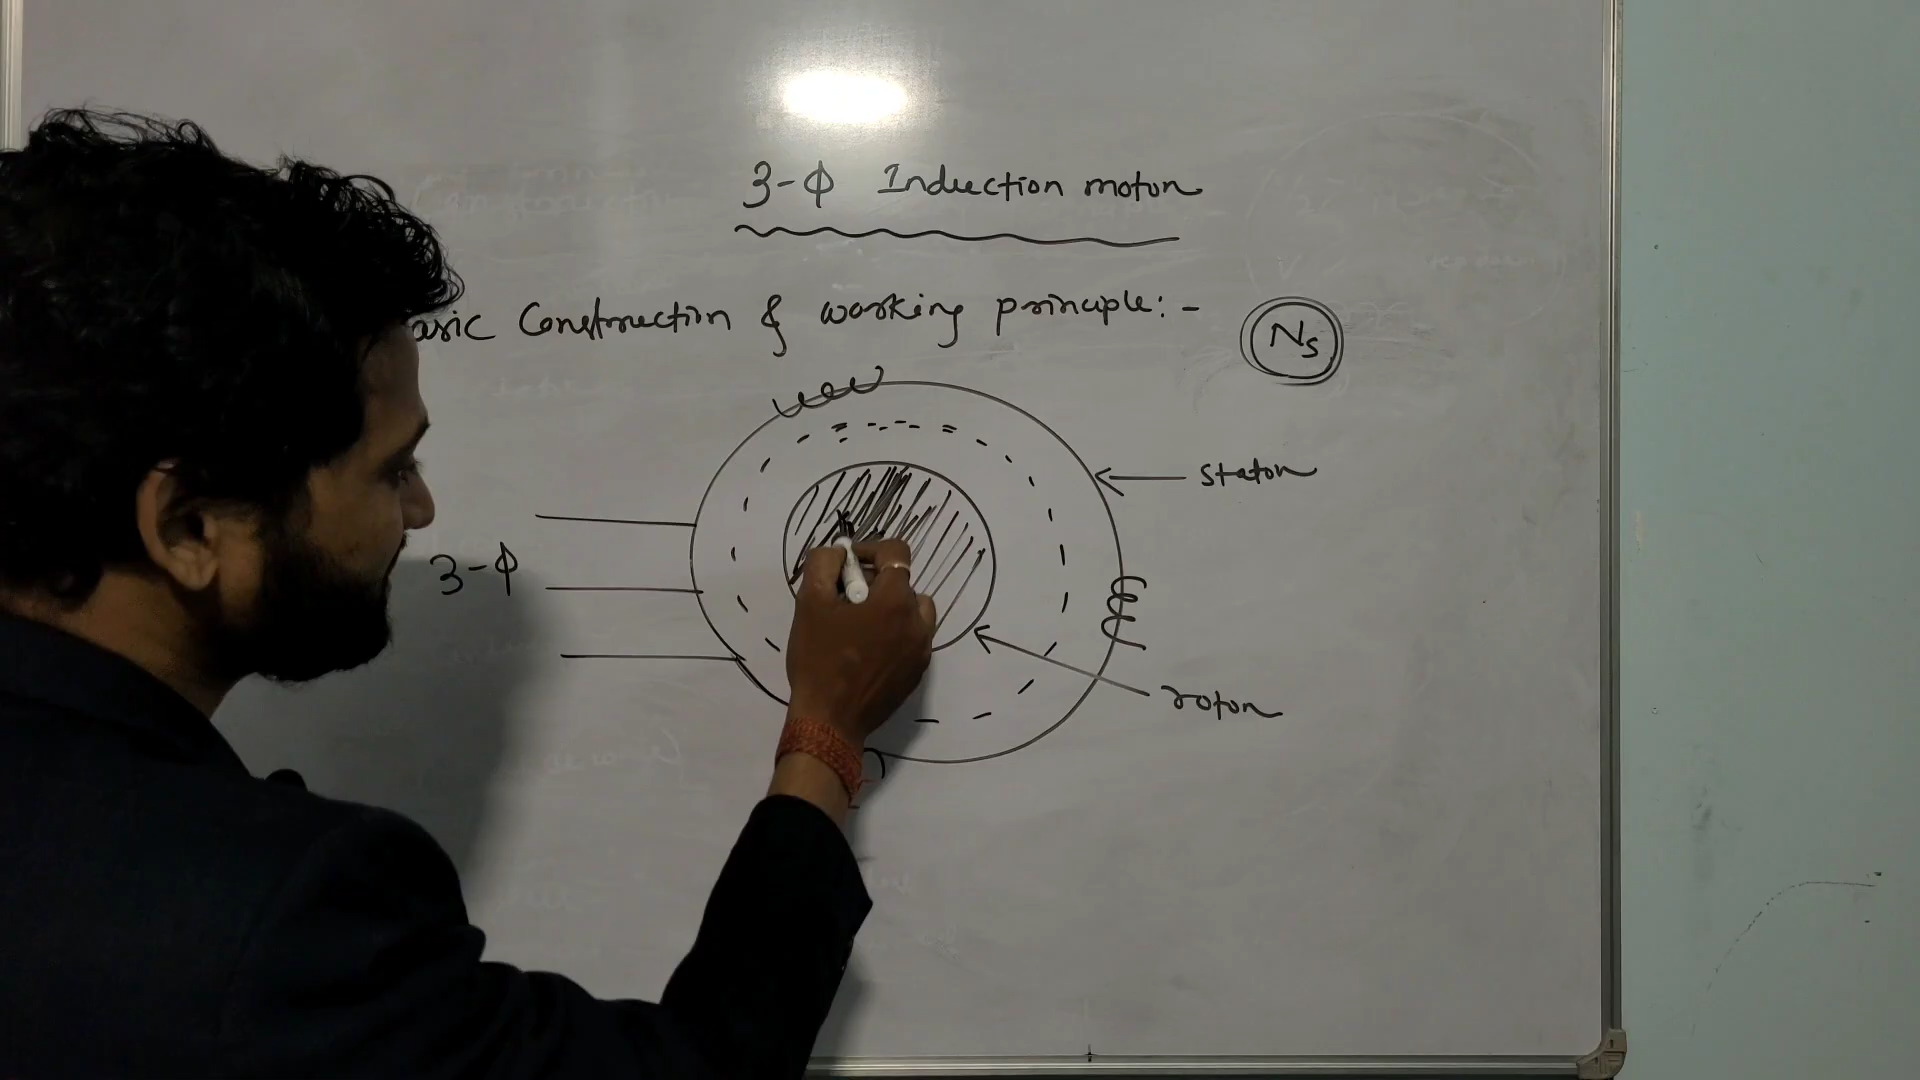 3-Φ Induction motor
asic Construction & working principle:-
Ns
stator
3-Φ
rotor